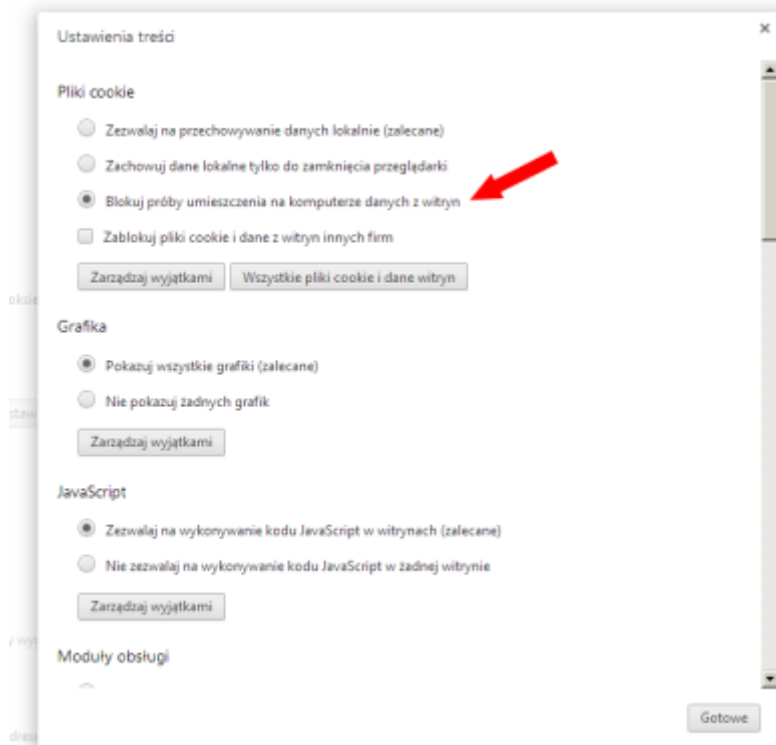 Ustawienia treści
Pliki cookie
Zezwalaj na przechowywanie danych lokalnie (zalecane)
Zachowuj dane lokalne tylko do zamknięcia przeglądarki
Blokuj próby umieszczenia na komputerze danych z witryn
Zablokuj pliki cookie i dane z witryn innych firm
Zarządzaj wyjątkami Wszystkie pliki cookie i dane witryn
Grafika
Pokazuj wszystkie grafiki (zalecane)
Nie pokazuj żadnych grafik
Zarządzaj wyjątkami
JavaScript
Zezwalaj na wykonywanie kodu JavaScript w witrynach (zalecane)
Nie zezwalaj na wykonywanie kodu JavaScript w żadnej witrynie
Zarządzaj wyjątkami
Moduły obsługi
Gotowe